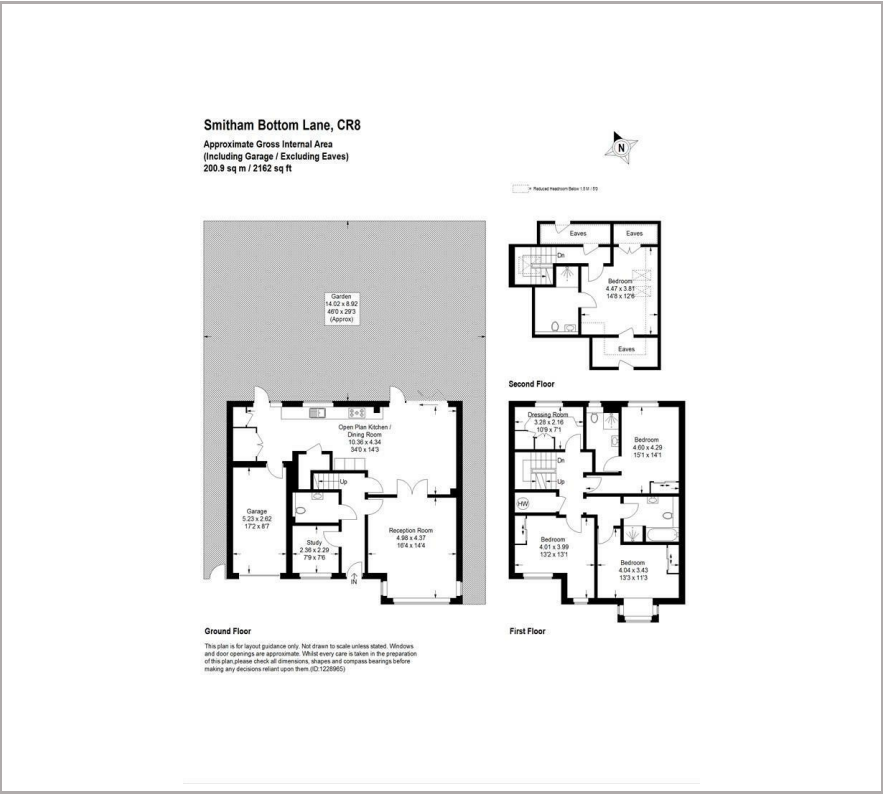 Smitham Bottom Lane, CR8
Approximate Gross Internal Area
(Including Garage / Excluding Eaves)
200.9 sq m / 2162 sq ft
N
= Reduced Headroom Below 1.5 M / 5'0
Garden
14.02 x 8.92
46'0 x 29'3
(Approx)
Open Plan Kitchen /
Dining Room
10.36 x 4.34
34'0 x 14'3
Up
Garage
5.23 x 2.62
17'2 x 8'7
Study
2.36 x 2.29
7'9 x 7'6
Reception Room
4.98 x 4.37
16'4 x 14'4
IN
Ground Floor
Eaves
Eaves
Dn
Bedroom
4.47 x 3.81
14'8 x 12'6
Eaves
Second Floor
Dressing Room
3.28 x 2.16
10'9 x 7'1
Bedroom
4.60 x 4.29
15'1 x 14'1
Dn
Up
HW
Bedroom
4.01 x 3.99
13'2 x 13'1
Bedroom
4.04 x 3.43
13'3 x 11'3
First Floor
This plan is for layout guidance only. Not drawn to scale unless stated. Windows
and door openings are approximate. Whilst every care is taken in the preparation
of this plan,please check all dimensions, shapes and compass bearings before
making any decisions reliant upon them.(ID:1228965)